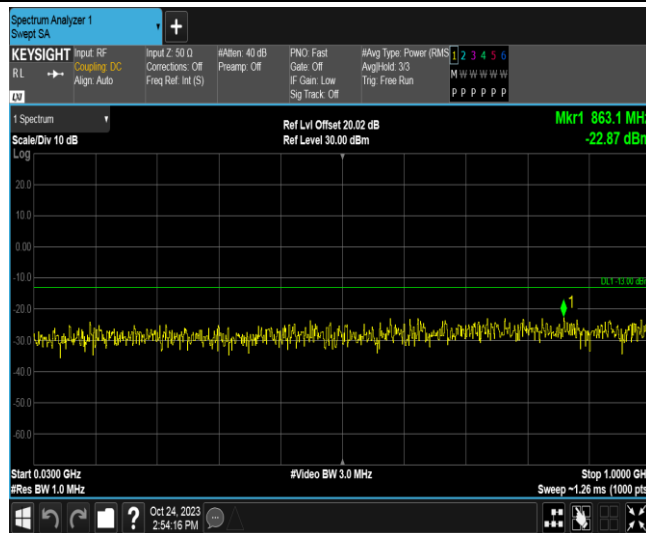 Spectrum Analyzer 1
Swept SA
+
KEYSIGHT
RL
LXI
Input: RF
Coupling: DC
Align: Auto
Input Z: 50 Ω
Corrections: Off
Freq Ref: Int (S)
#Atten: 40 dB
Preamp: Off
PNO: Fast
Gate: Off
IF Gain: Low
Sig Track: Off
#Avg Type: Power (RMS
Avg|Hold: 3/3
Trig: Free Run
1 2 3 4 5 6
M W W W W W
P P P P P P
1 Spectrum
Scale/Div 10 dB
Log
Ref Lvl Offset 20.02 dB
Ref Level 30.00 dBm
Mkr1 863.1 MHz
-22.87 dBm
20.0
10.0
0.00
-10.0
-20.0
-30.0
-40.0
-50.0
-60.0
DL1 -13.00 dBm
1
Start 0.0300 GHz
#Res BW 1.0 MHz
#Video BW 3.0 MHz
Stop 1.0000 GHz
Sweep ~1.26 ms (1000 pts)
?
Oct 24, 2023
2:54:16 PM